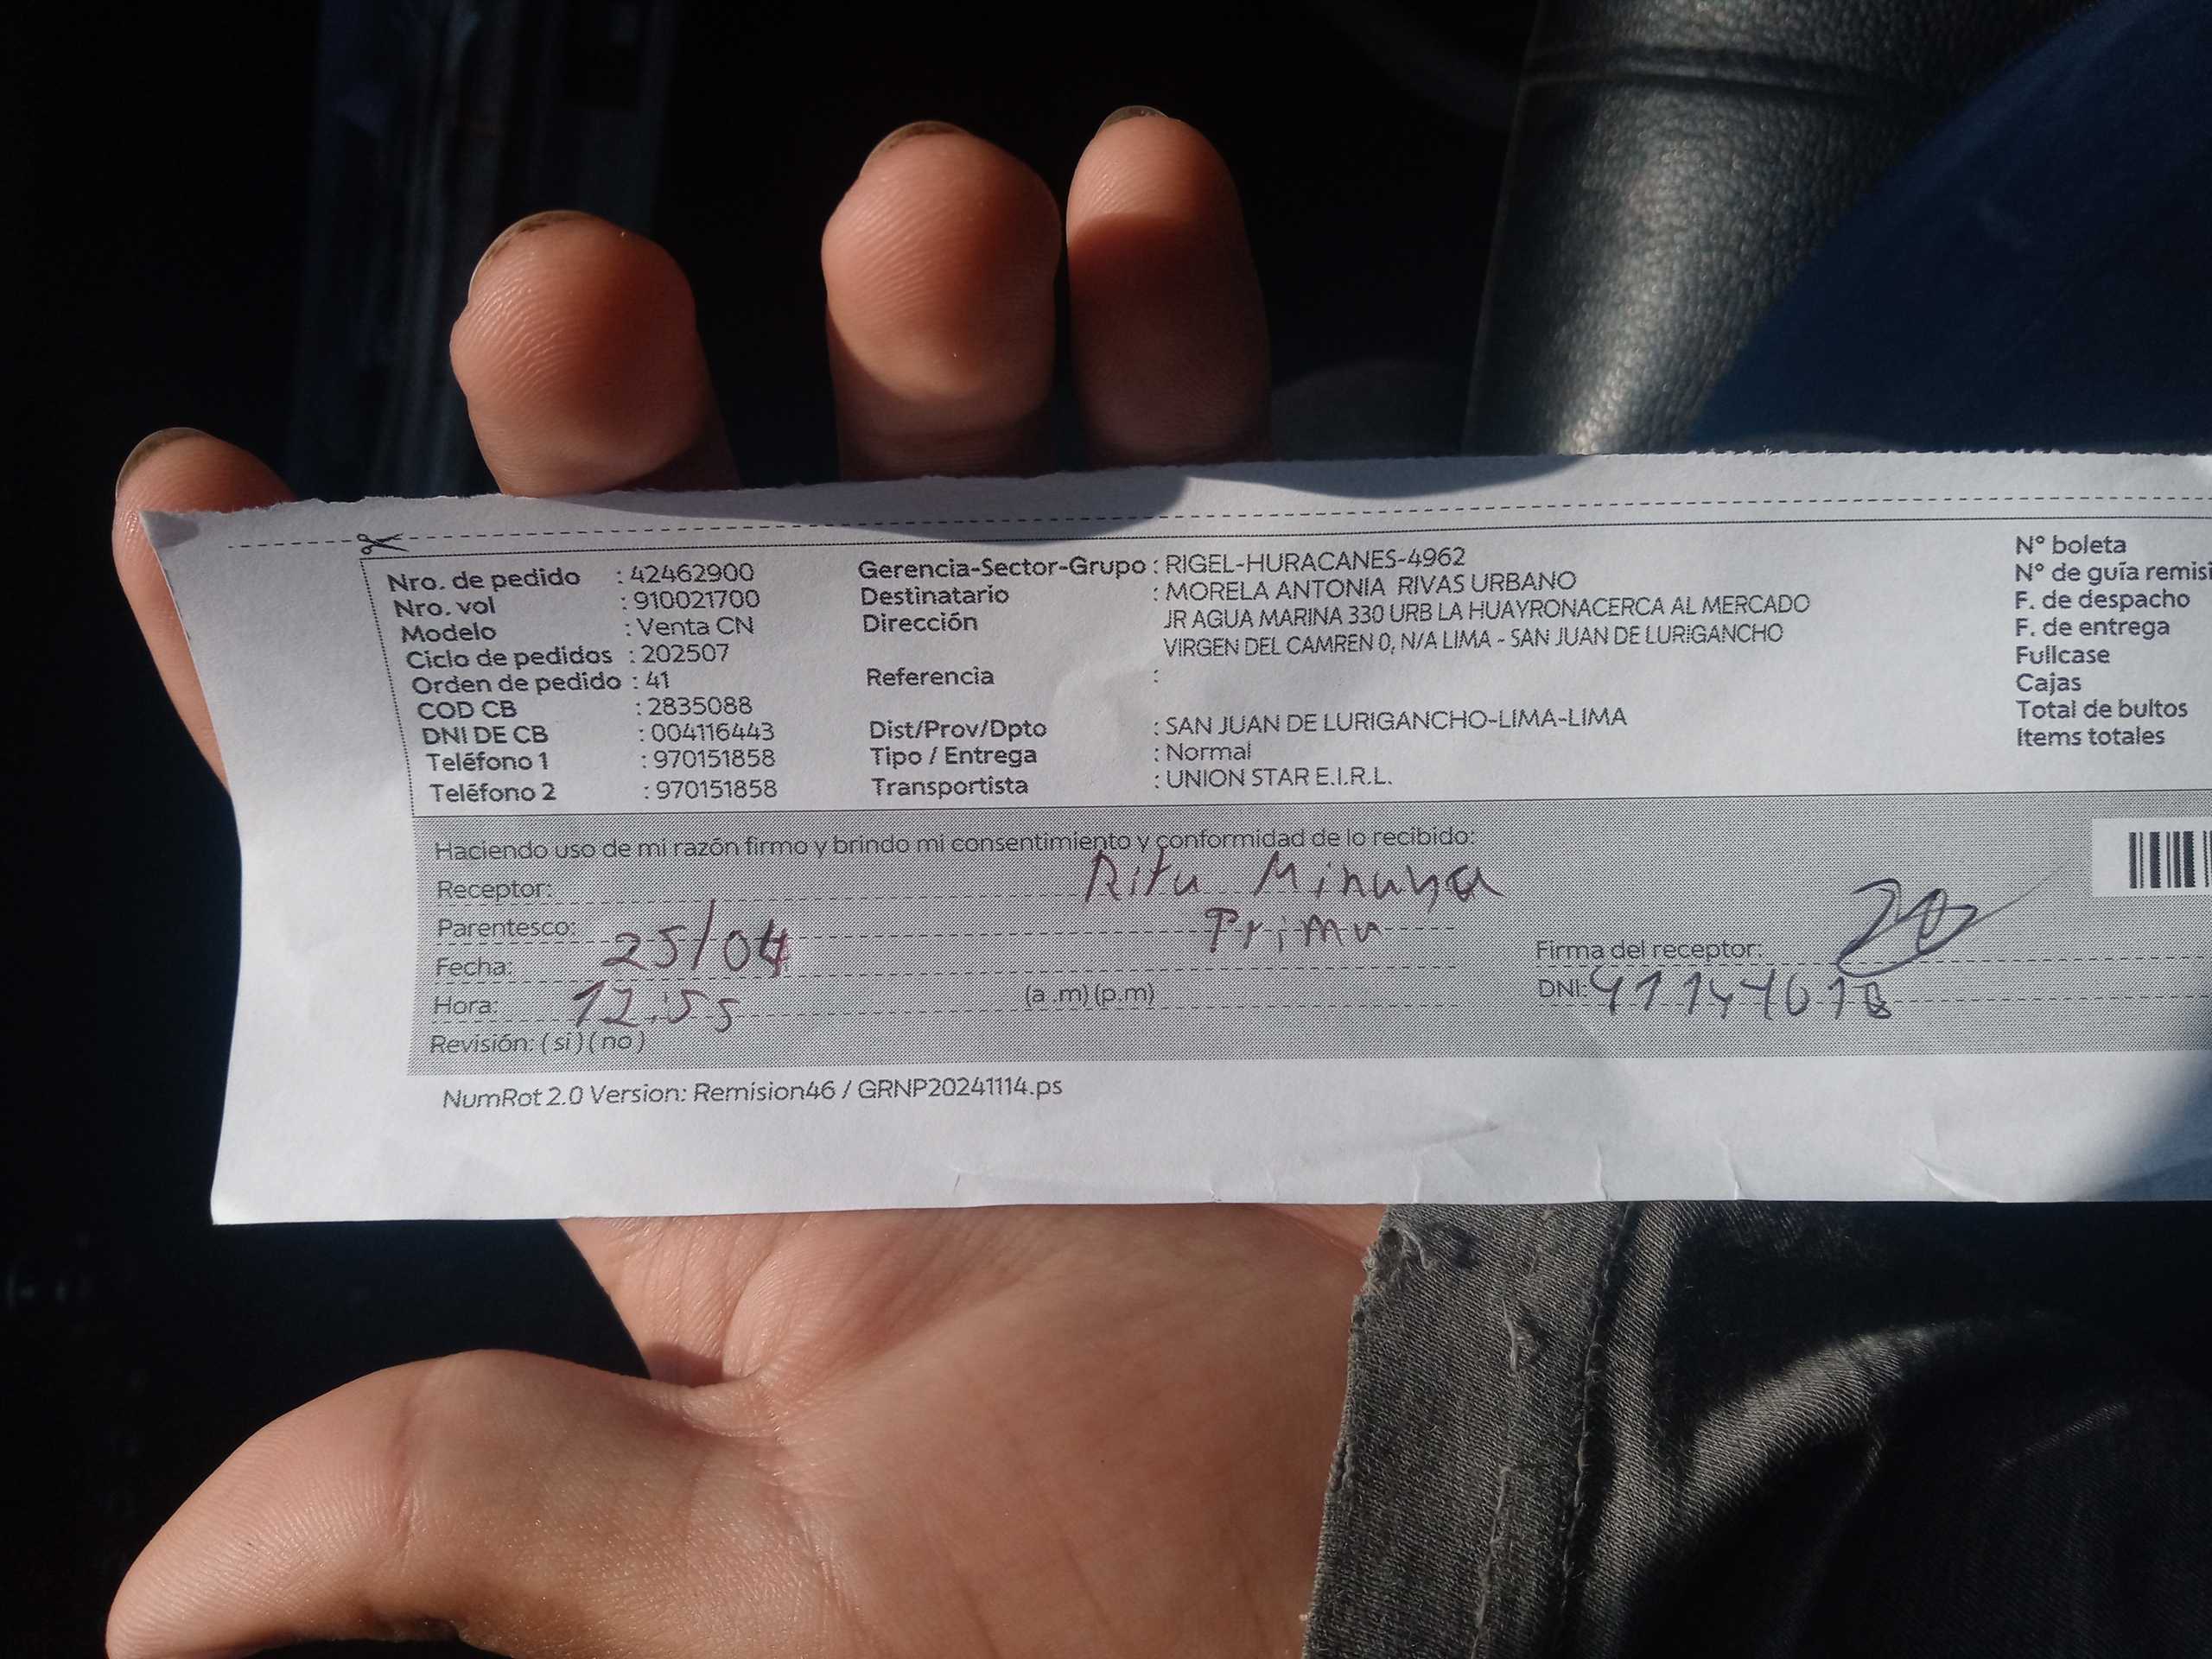 Nro. de pedido : 42462900
Nro. vol : 910021700
Modelo : Venta CN
Ciclo de pedidos : 202507
Orden de pedido : 41
COD CB : 2835088
DNI DE CB : 004116443
Teléfono 1 : 970151858
Teléfono 2 : 970151858
Gerencia-Sector-Grupo : RIGEL-HURACANES-4962
Destinatario : MORELA ANTONIA RIVAS URBANO
Dirección JR AGUA MARINA 330 URB LA HUAYRONACERCA AL MERCADO
VIRGEN DEL CAMREN 0, N/A LIMA - SAN JUAN DE LURIGANCHO
Referencia :
Dist/Prov/Dpto : SAN JUAN DE LURIGANCHO-LIMA-LIMA
Tipo / Entrega : Normal
Transportista : UNION STAR E.I.R.L.
N° boleta
N° de guía remisi
F. de despacho
F. de entrega
Fullcase
Cajas
Total de bultos
Items totales
Haciendo uso de mi razón firmo y brindo mi consentimiento y conformidad de lo recibido:
Receptor: Rita
Parentesco: Prima
Fecha: 25/04
Hora: 12:55 (a .m) (p.m)
Revisión: ( si ) ( no )
Firma del receptor:
DNI:
NumRot 2.0 Version: Remision46 / GRNP20241114.ps